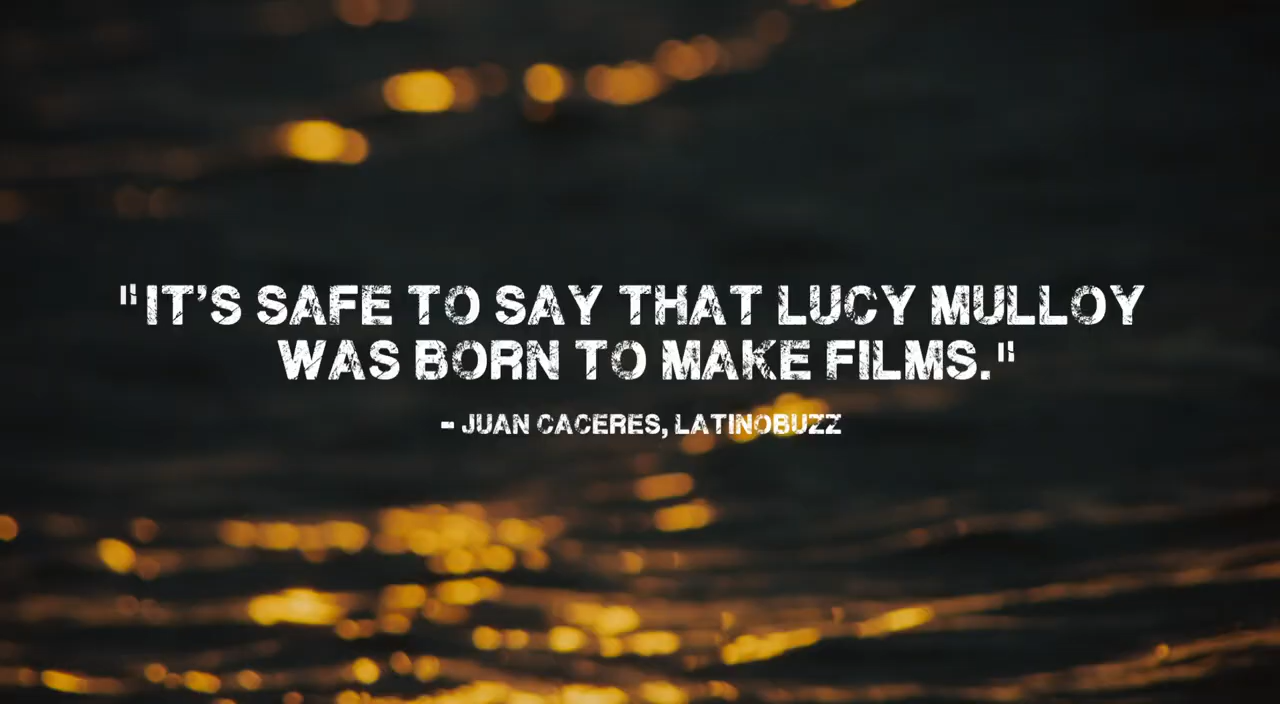 "IT'S SAFE TO SAY THAT LUCY MULLOY
WAS BORN TO MAKE FILMS."
- JUAN CACERES, LATINOBUZZ